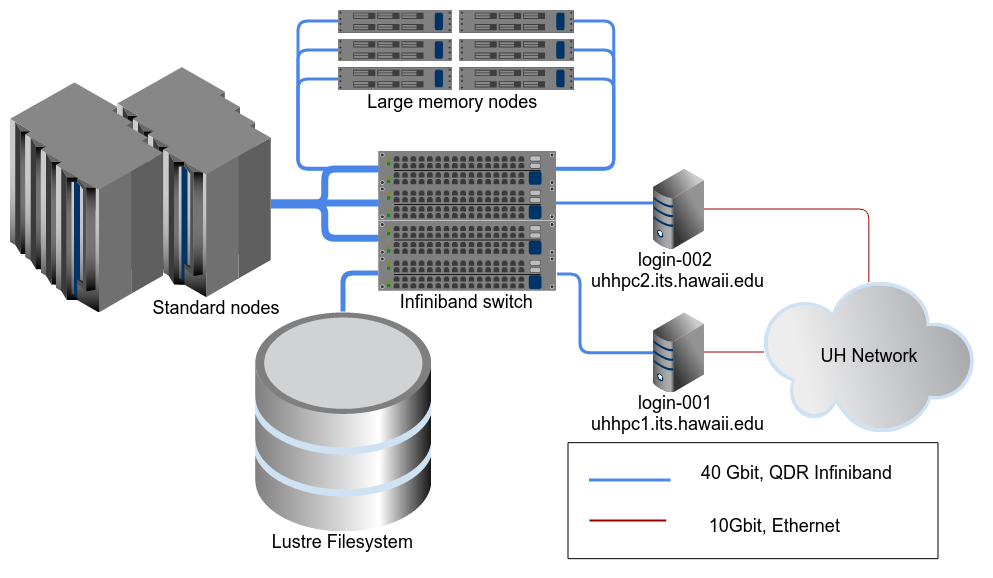 Large memory nodes
login-002
uhhpc2.its.hawaii.edu
Standard nodes
Infiniband switch
UH Network
login-001
uhhpc1.its.hawaii.edu
40 Gbit, QDR Infiniband
10Gbit, Ethernet
Lustre Filesystem